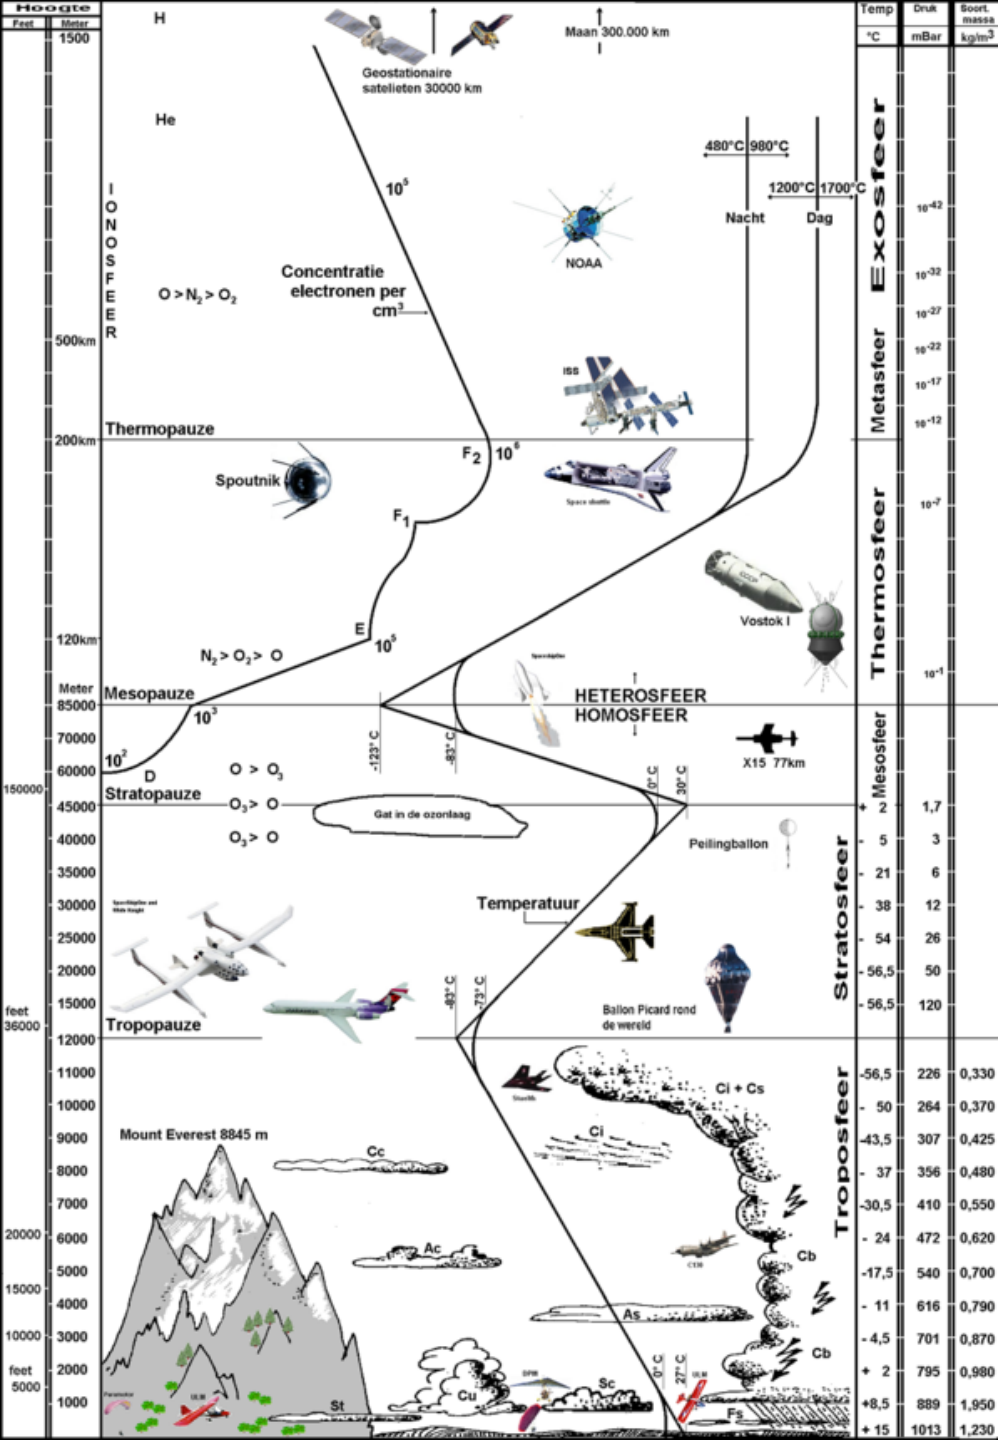 Hoogte
Feet Meter
Temp Druk Soort. massa
°C mBar kg/m³
1500
H
Maan 300.000 km
Geostationaire
satelieten 30000 km
He
IONOSFEER
10⁵
480°C 980°C
1200°C 1700°C
Nacht Dag
Exosfeer
10⁻⁴²
NOAA
Concentratie
electronen per
cm³
O > N₂ > O₂
10⁻³²
10⁻²⁷
500km
10⁻²²
Metasfeer
ISS
10⁻¹⁷
10⁻¹²
Thermopauze
200km
F₂ 10⁶
Spoutnik
Space shuttle
10⁻⁷
F₁
Thermosfeer
CCCP
Vostok I
E
120km
10⁵
N₂ > O₂ > O
10⁻¹
Meter
Mesopauze
85000
HETEROSFEER
HOMOSFEER
10³
70000
-123° C -83° C
X15 77km
Mesosfeer
10²
D
60000
O > O₃
0° C 30° C
150000
Stratopauze
45000
O₃ > O
Gat in de ozonlaag
+ 2 1,7
40000
O₃ > O
Peilingballon
- 5 3
Stratosfeer
35000 - 21 6
30000 - 38 12
Temperatuur
25000 - 54 26
20000 - 56,5 50
15000 - 56,5 120
-83° C -73° C
Ballon Picard rond
de wereld
feet
36000
Tropopauze
12000
Troposfeer
11000 -56,5 226 0,330
Stealth
Ci + Cs
10000 - 50 264 0,370
Ci
9000 -43,5 307 0,425
Mount Everest 8845 m
Cc
8000 - 37 356 0,480
7000 -30,5 410 0,550
20000 6000 - 24 472 0,620
Ac
C130
Cb
5000 -17,5 540 0,700
15000
4000 - 11 616 0,790
As
10000 3000 - 4,5 701 0,870
Cb
feet
2000 + 2 795 0,980
5000
0° C 27° C
DPM
ULM
Paramotor
ULM
Cu
Sc
1000 +8,5 889 1,950
St
Fs
+ 15 1013 1,230